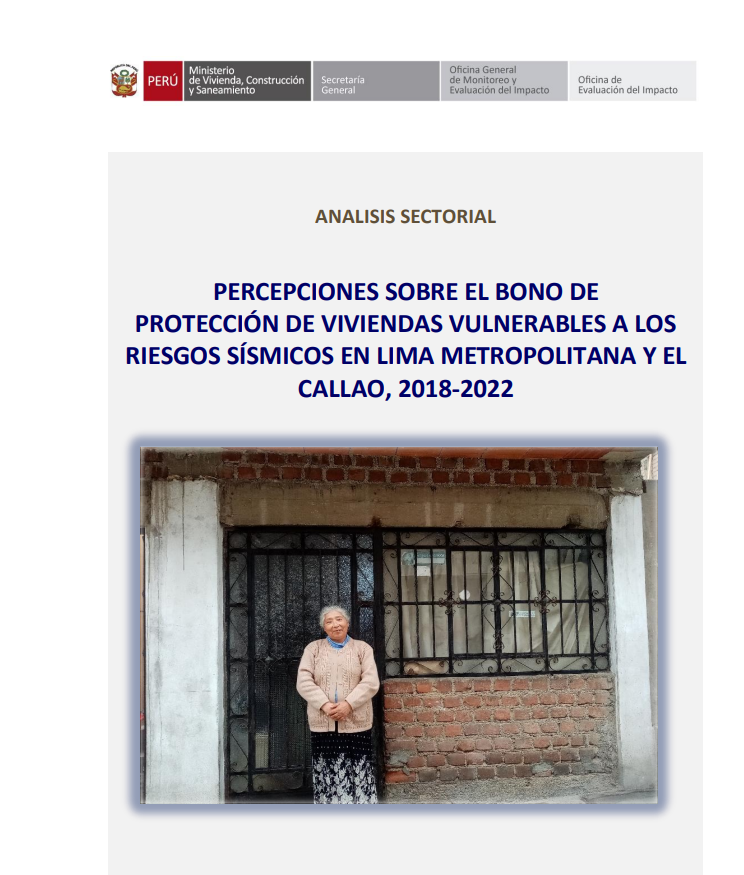 PERÚ
Ministerio
de Vivienda, Construcción
y Saneamiento
Secretaría
General
Oficina General
de Monitoreo y
Evaluación del Impacto
Oficina de
Evaluación del Impacto
ANALISIS SECTORIAL
PERCEPCIONES SOBRE EL BONO DE
PROTECCIÓN DE VIVIENDAS VULNERABLES A LOS
RIESGOS SÍSMICOS EN LIMA METROPOLITANA Y EL
CALLAO, 2018-2022